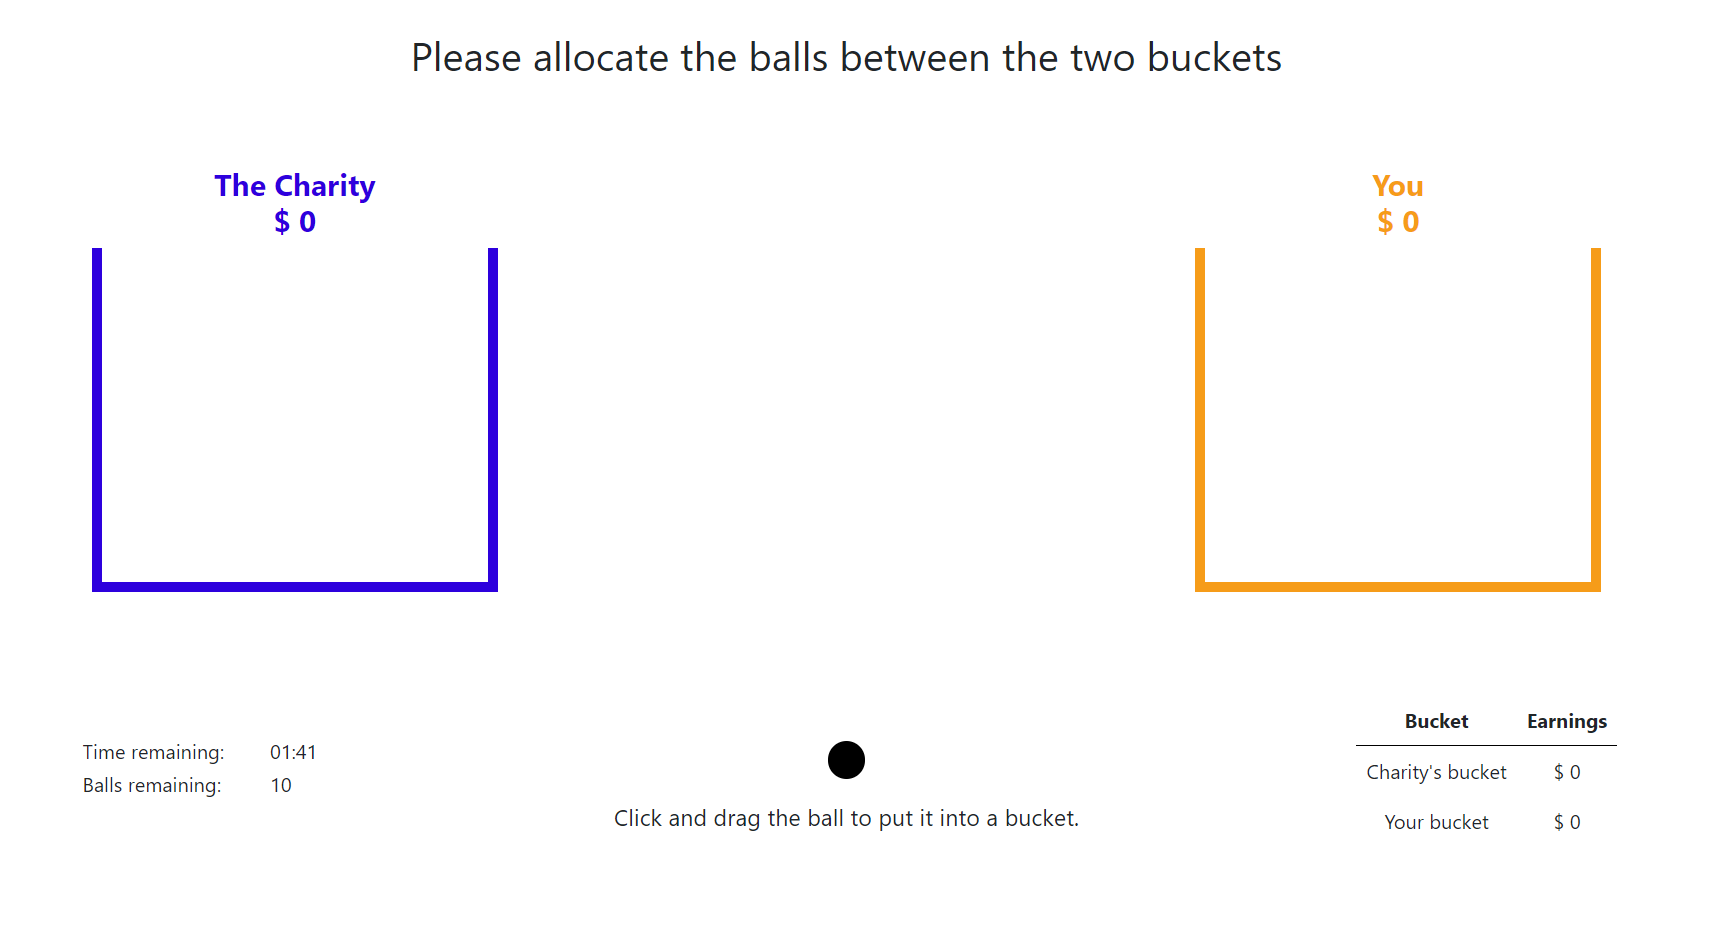 Please allocate the balls between the two buckets
The Charity
$ 0
You
$ 0
Time remaining: 01:41
Balls remaining: 10
Click and drag the ball to put it into a bucket.
Bucket Earnings
Charity's bucket $ 0
Your bucket $ 0